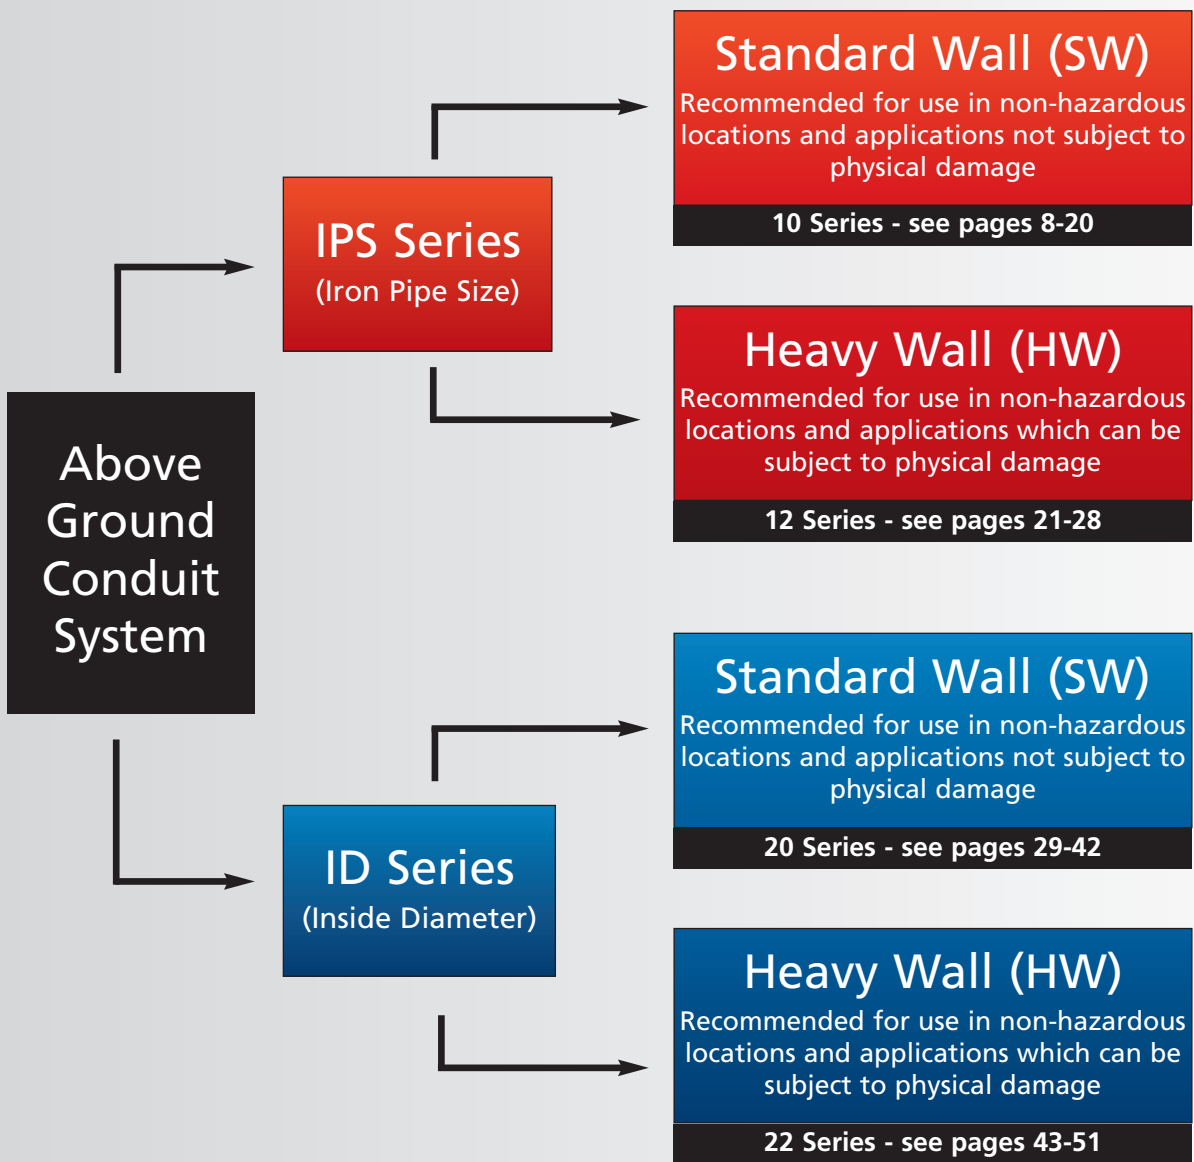 Above
Ground
Conduit
System
IPS Series
(Iron Pipe Size)
Standard Wall (SW)
Recommended for use in non-hazardous
locations and applications not subject to
physical damage
10 Series - see pages 8-20
Heavy Wall (HW)
Recommended for use in non-hazardous
locations and applications which can be
subject to physical damage
12 Series - see pages 21-28
ID Series
(Inside Diameter)
Standard Wall (SW)
Recommended for use in non-hazardous
locations and applications not subject to
physical damage
20 Series - see pages 29-42
Heavy Wall (HW)
Recommended for use in non-hazardous
locations and applications which can be
subject to physical damage
22 Series - see pages 43-51